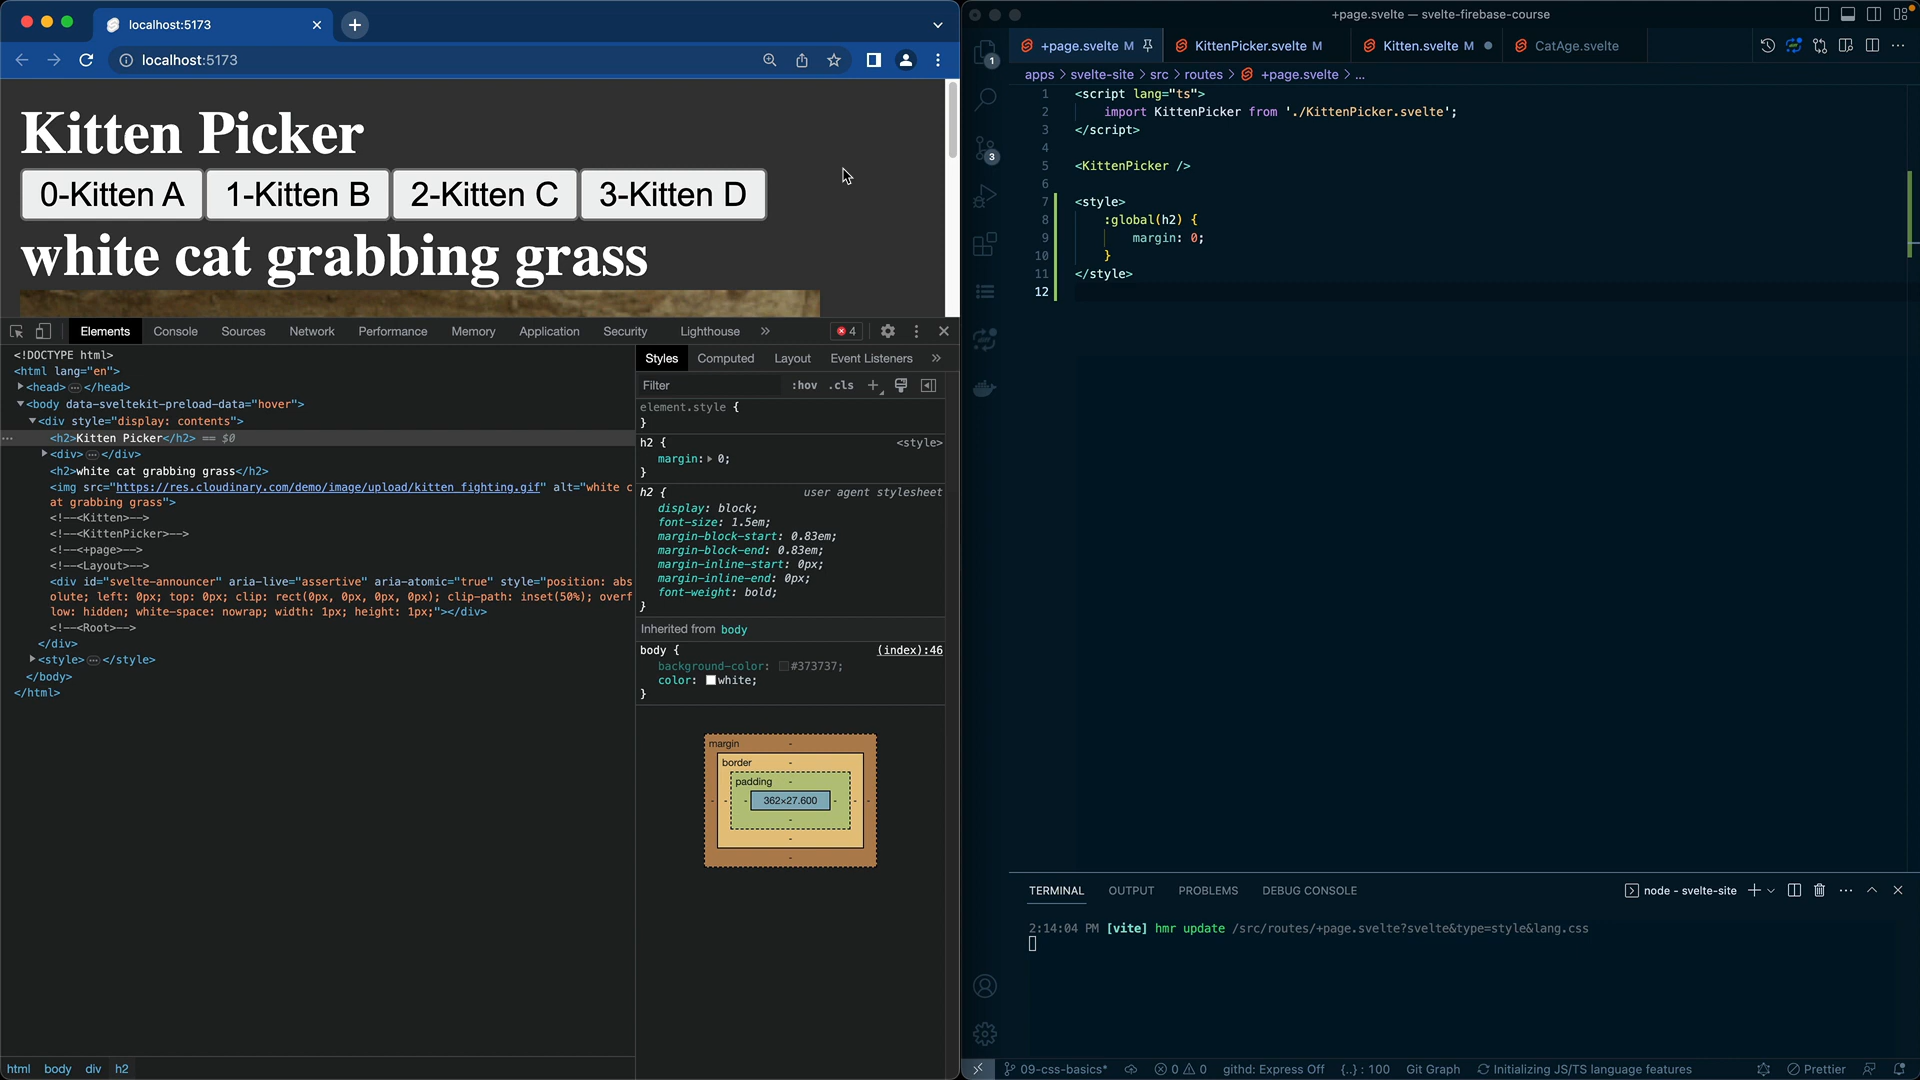 localhost:5173
localhost:5173
Kitten Picker
0-Kitten A
1-Kitten B
2-Kitten C
3-Kitten D
white cat grabbing grass
Elements
Console
Sources
Network
Performance
Memory
Application
Security
Lighthouse
4
<!DOCTYPE html>
<html lang="en">
<head> … </head>
<body data-sveltekit-preload-data="hover">
<div style="display: contents">
<h2>Kitten Picker</h2> == $0
<div> … </div>
<h2>white cat grabbing grass</h2>
<img src="https://res.cloudinary.com/demo/image/upload/kitten_fighting.gif" alt="white c
at grabbing grass">
<!--<Kitten>-->
<!--<KittenPicker>-->
<!--<+page>-->
<!--<Layout>-->
<div id="svelte-announcer" aria-live="assertive" aria-atomic="true" style="position: abs
olute; left: 0px; top: 0px; clip: rect(0px, 0px, 0px, 0px); clip-path: inset(50%); overf
low: hidden; white-space: nowrap; width: 1px; height: 1px;"></div>
<!--<Root>-->
</div>
<style> … </style>
</body>
</html>
html body div h2
Styles
Computed
Layout
Event Listeners
Filter
:hov .cls
element.style {
}
h2 { <style>
margin: 0;
}
h2 { user agent stylesheet
display: block;
font-size: 1.5em;
margin-block-start: 0.83em;
margin-block-end: 0.83em;
margin-inline-start: 0px;
margin-inline-end: 0px;
font-weight: bold;
}
Inherited from body
body { (index):46
background-color: #373737;
color: white;
}
margin -
border -
padding -
- - - 362×27.600 - - -
-
-
-
+page.svelte — svelte-firebase-course
+page.svelte M
KittenPicker.svelte M
Kitten.svelte M
CatAge.svelte
apps > svelte-site > src > routes > +page.svelte > ...
1 <script lang="ts">
2 import KittenPicker from './KittenPicker.svelte';
3 </script>
4
5 <KittenPicker />
6
7 <style>
8 :global(h2) {
9 margin: 0;
10 }
11 </style>
12
1
3
TERMINAL
OUTPUT
PROBLEMS
DEBUG CONSOLE
node - svelte-site
2:14:04 PM [vite] hmr update /src/routes/+page.svelte?svelte&type=style&lang.css
09-css-basics*
0 0
githd: Express Off
{..} : 100
Git Graph
Initializing JS/TS language features
Prettier